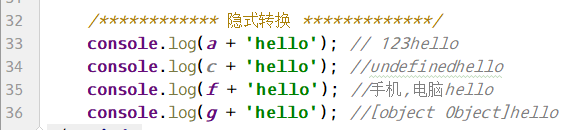 32 /************ 隐式转换 *************/
33 console.log(a + 'hello'); // 123hello
34 console.log(c + 'hello'); //undefinedhello
35 console.log(f + 'hello'); //手机,电脑hello
36 console.log(g + 'hello'); //[object Object]hello